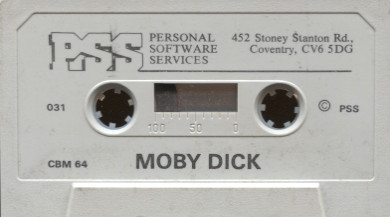 PSS PERSONAL SOFTWARE SERVICES
452 Stoney Stanton Rd.,
Coventry, CV6 5DG
031
© PSS
100 50 0
CBM 64
MOBY DICK